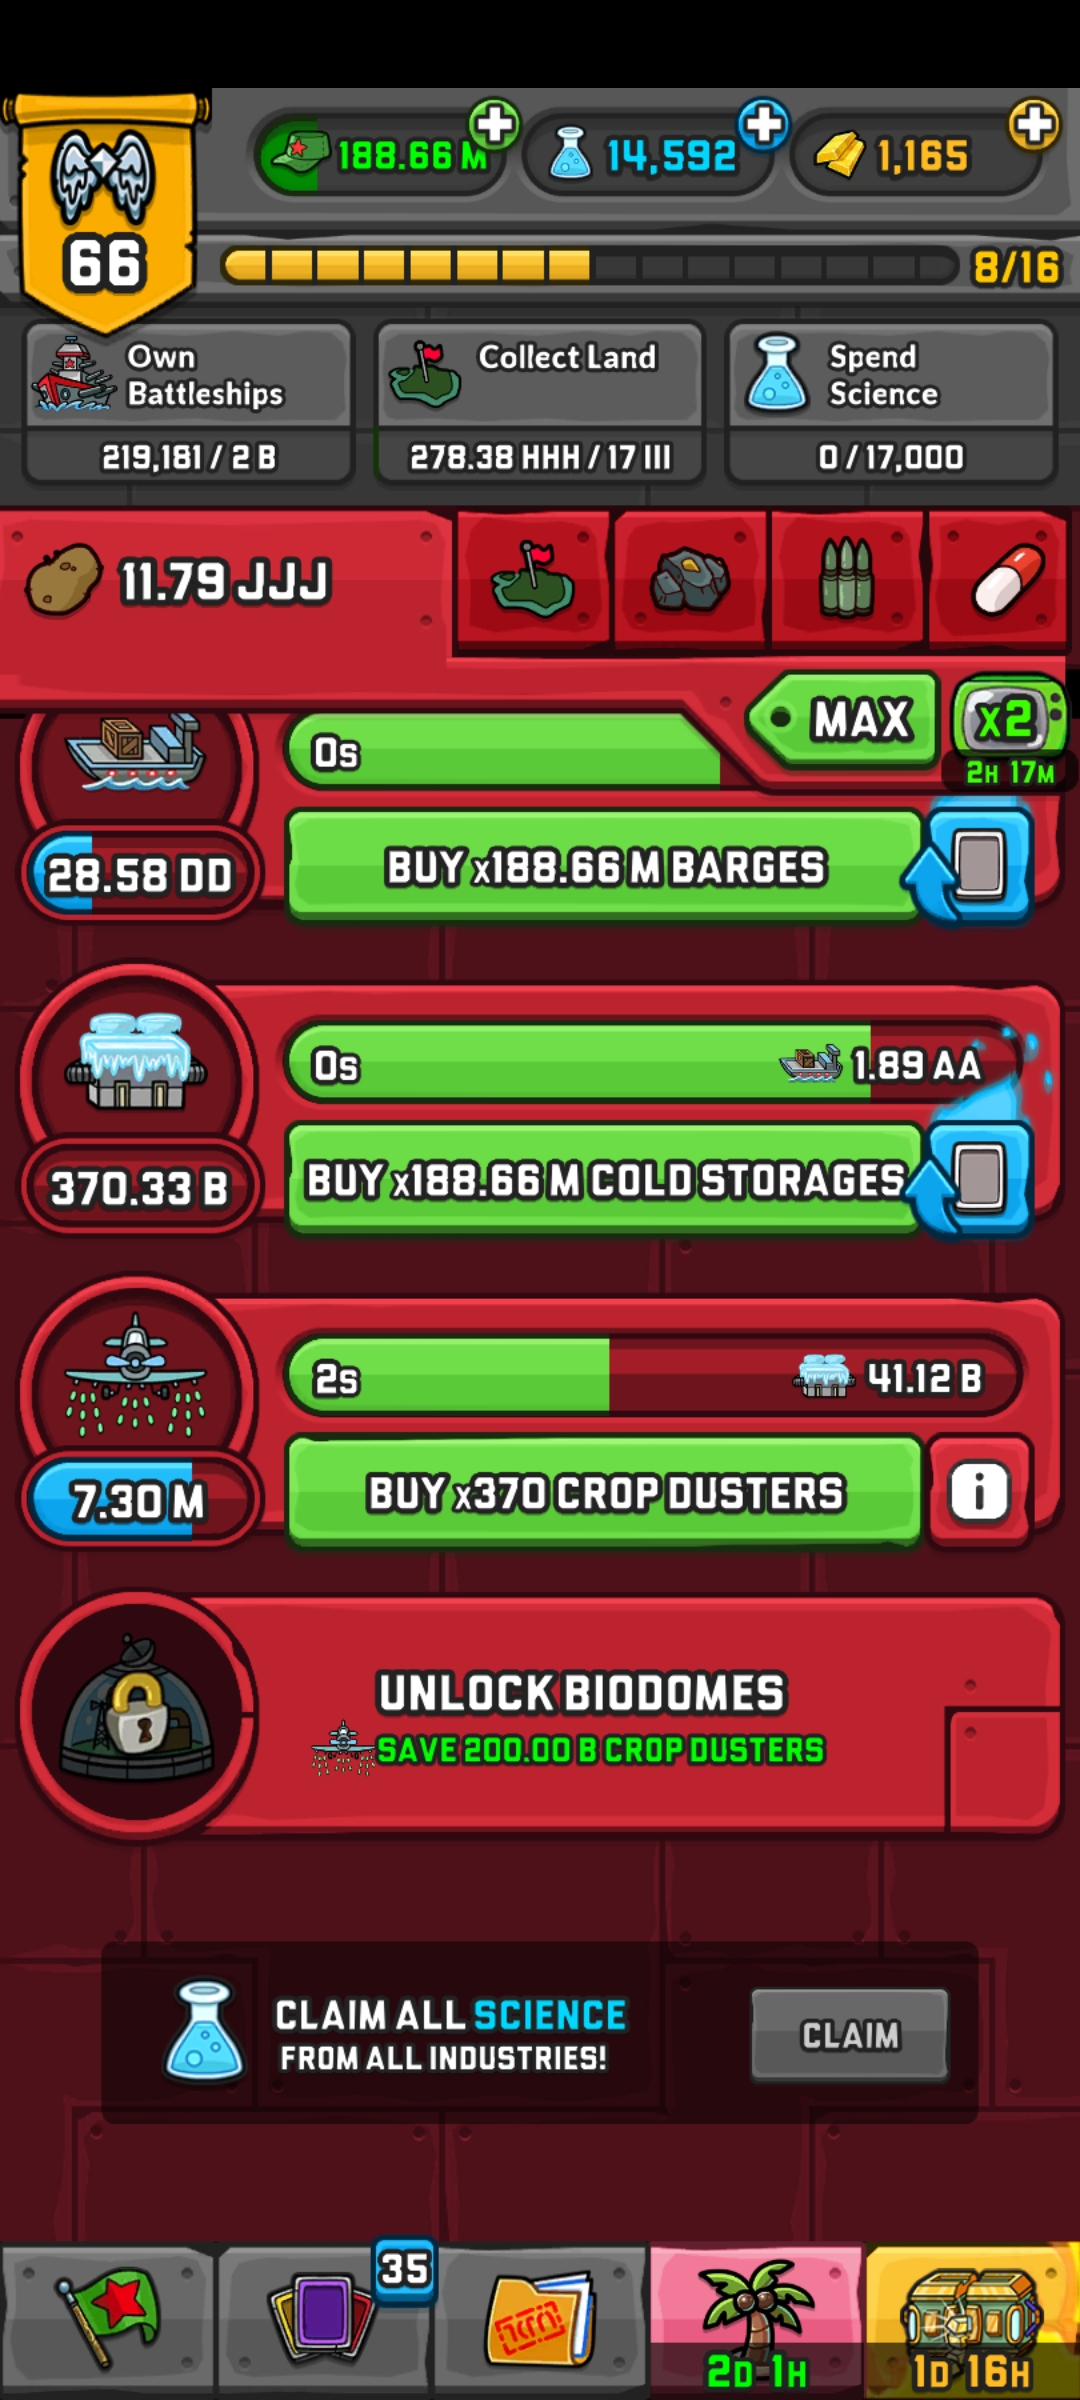 188.66 M
14,592
1,165
66
8/16
Own
Battleships
219,181 / 2 B
Collect Land
278.38 HHH / 17 III
Spend
Science
0 / 17,000
11.79 JJJ
MAX
x2
2H 17M
0s
28.58 DD
BUY x188.66 M BARGES
0s
1.89 AA
370.33 B
BUY x188.66 M COLD STORAGES
2s
41.12 B
7.30 M
BUY x370 CROP DUSTERS
i
UNLOCK BIODOMES
SAVE 200.00 B CROP DUSTERS
CLAIM ALL SCIENCE
FROM ALL INDUSTRIES!
CLAIM
35
2D 1H
1D 16H